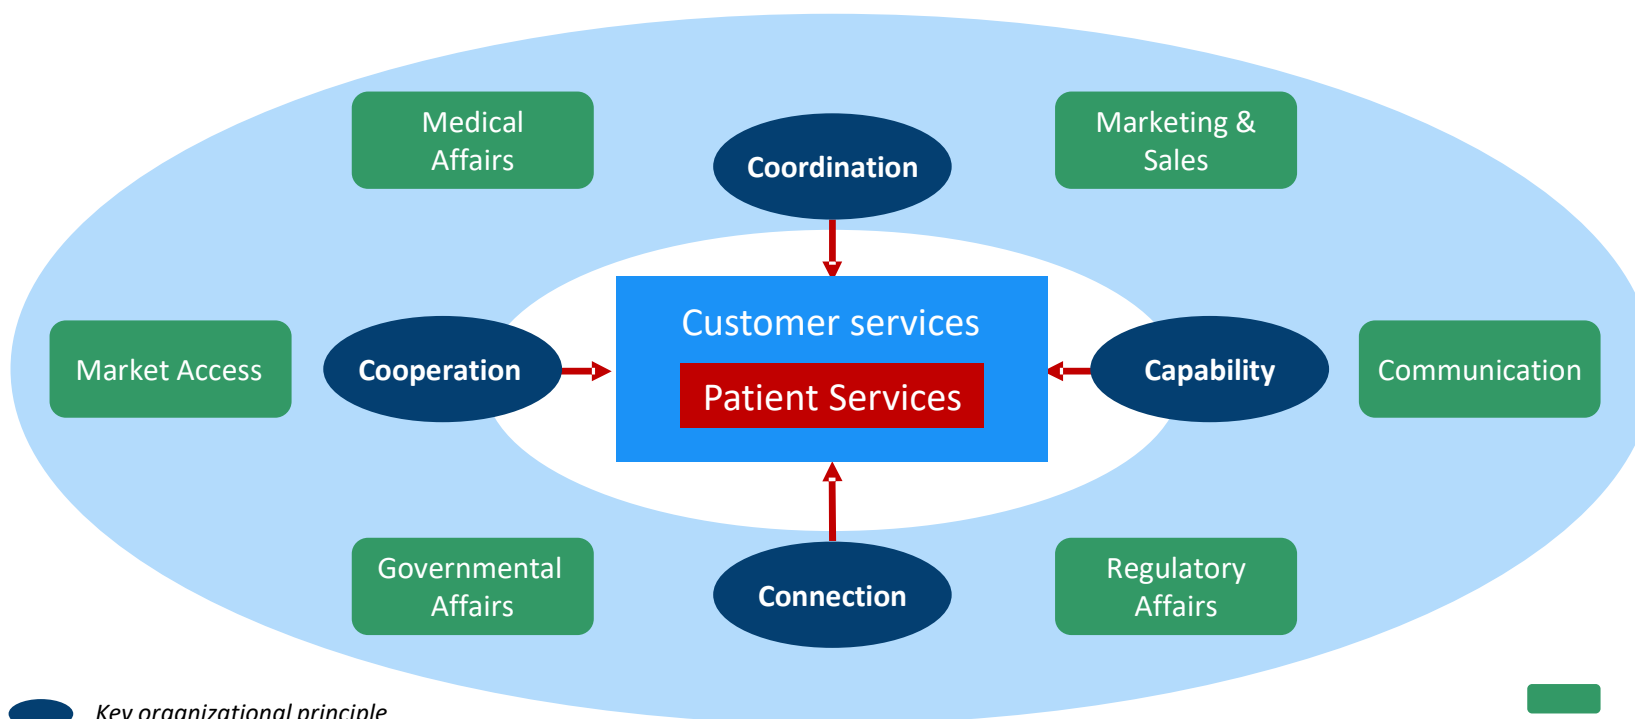 Medical
Affairs
Marketing &
Sales
Coordination
Customer services
Patient Services
Market Access
Cooperation
Capability
Communication
Governmental
Affairs
Connection
Regulatory
Affairs
Key organizational principle